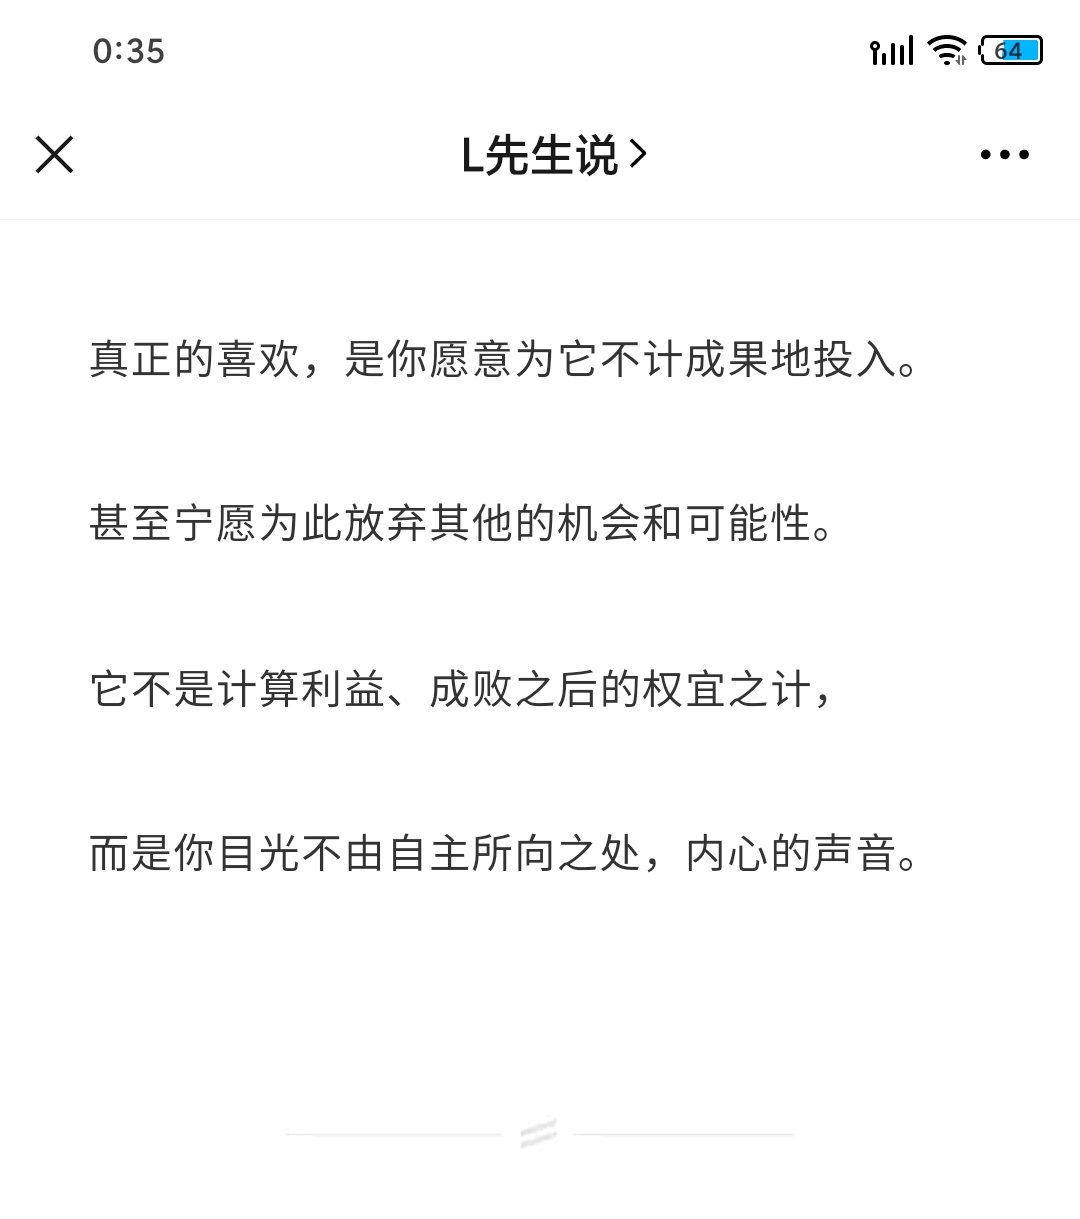 0:35
64
L先生说
真正的喜欢，是你愿意为它不计成果地投入。
甚至宁愿为此放弃其他的机会和可能性。
它不是计算利益、成败之后的权宜之计，
而是你目光不由自主所向之处，内心的声音。